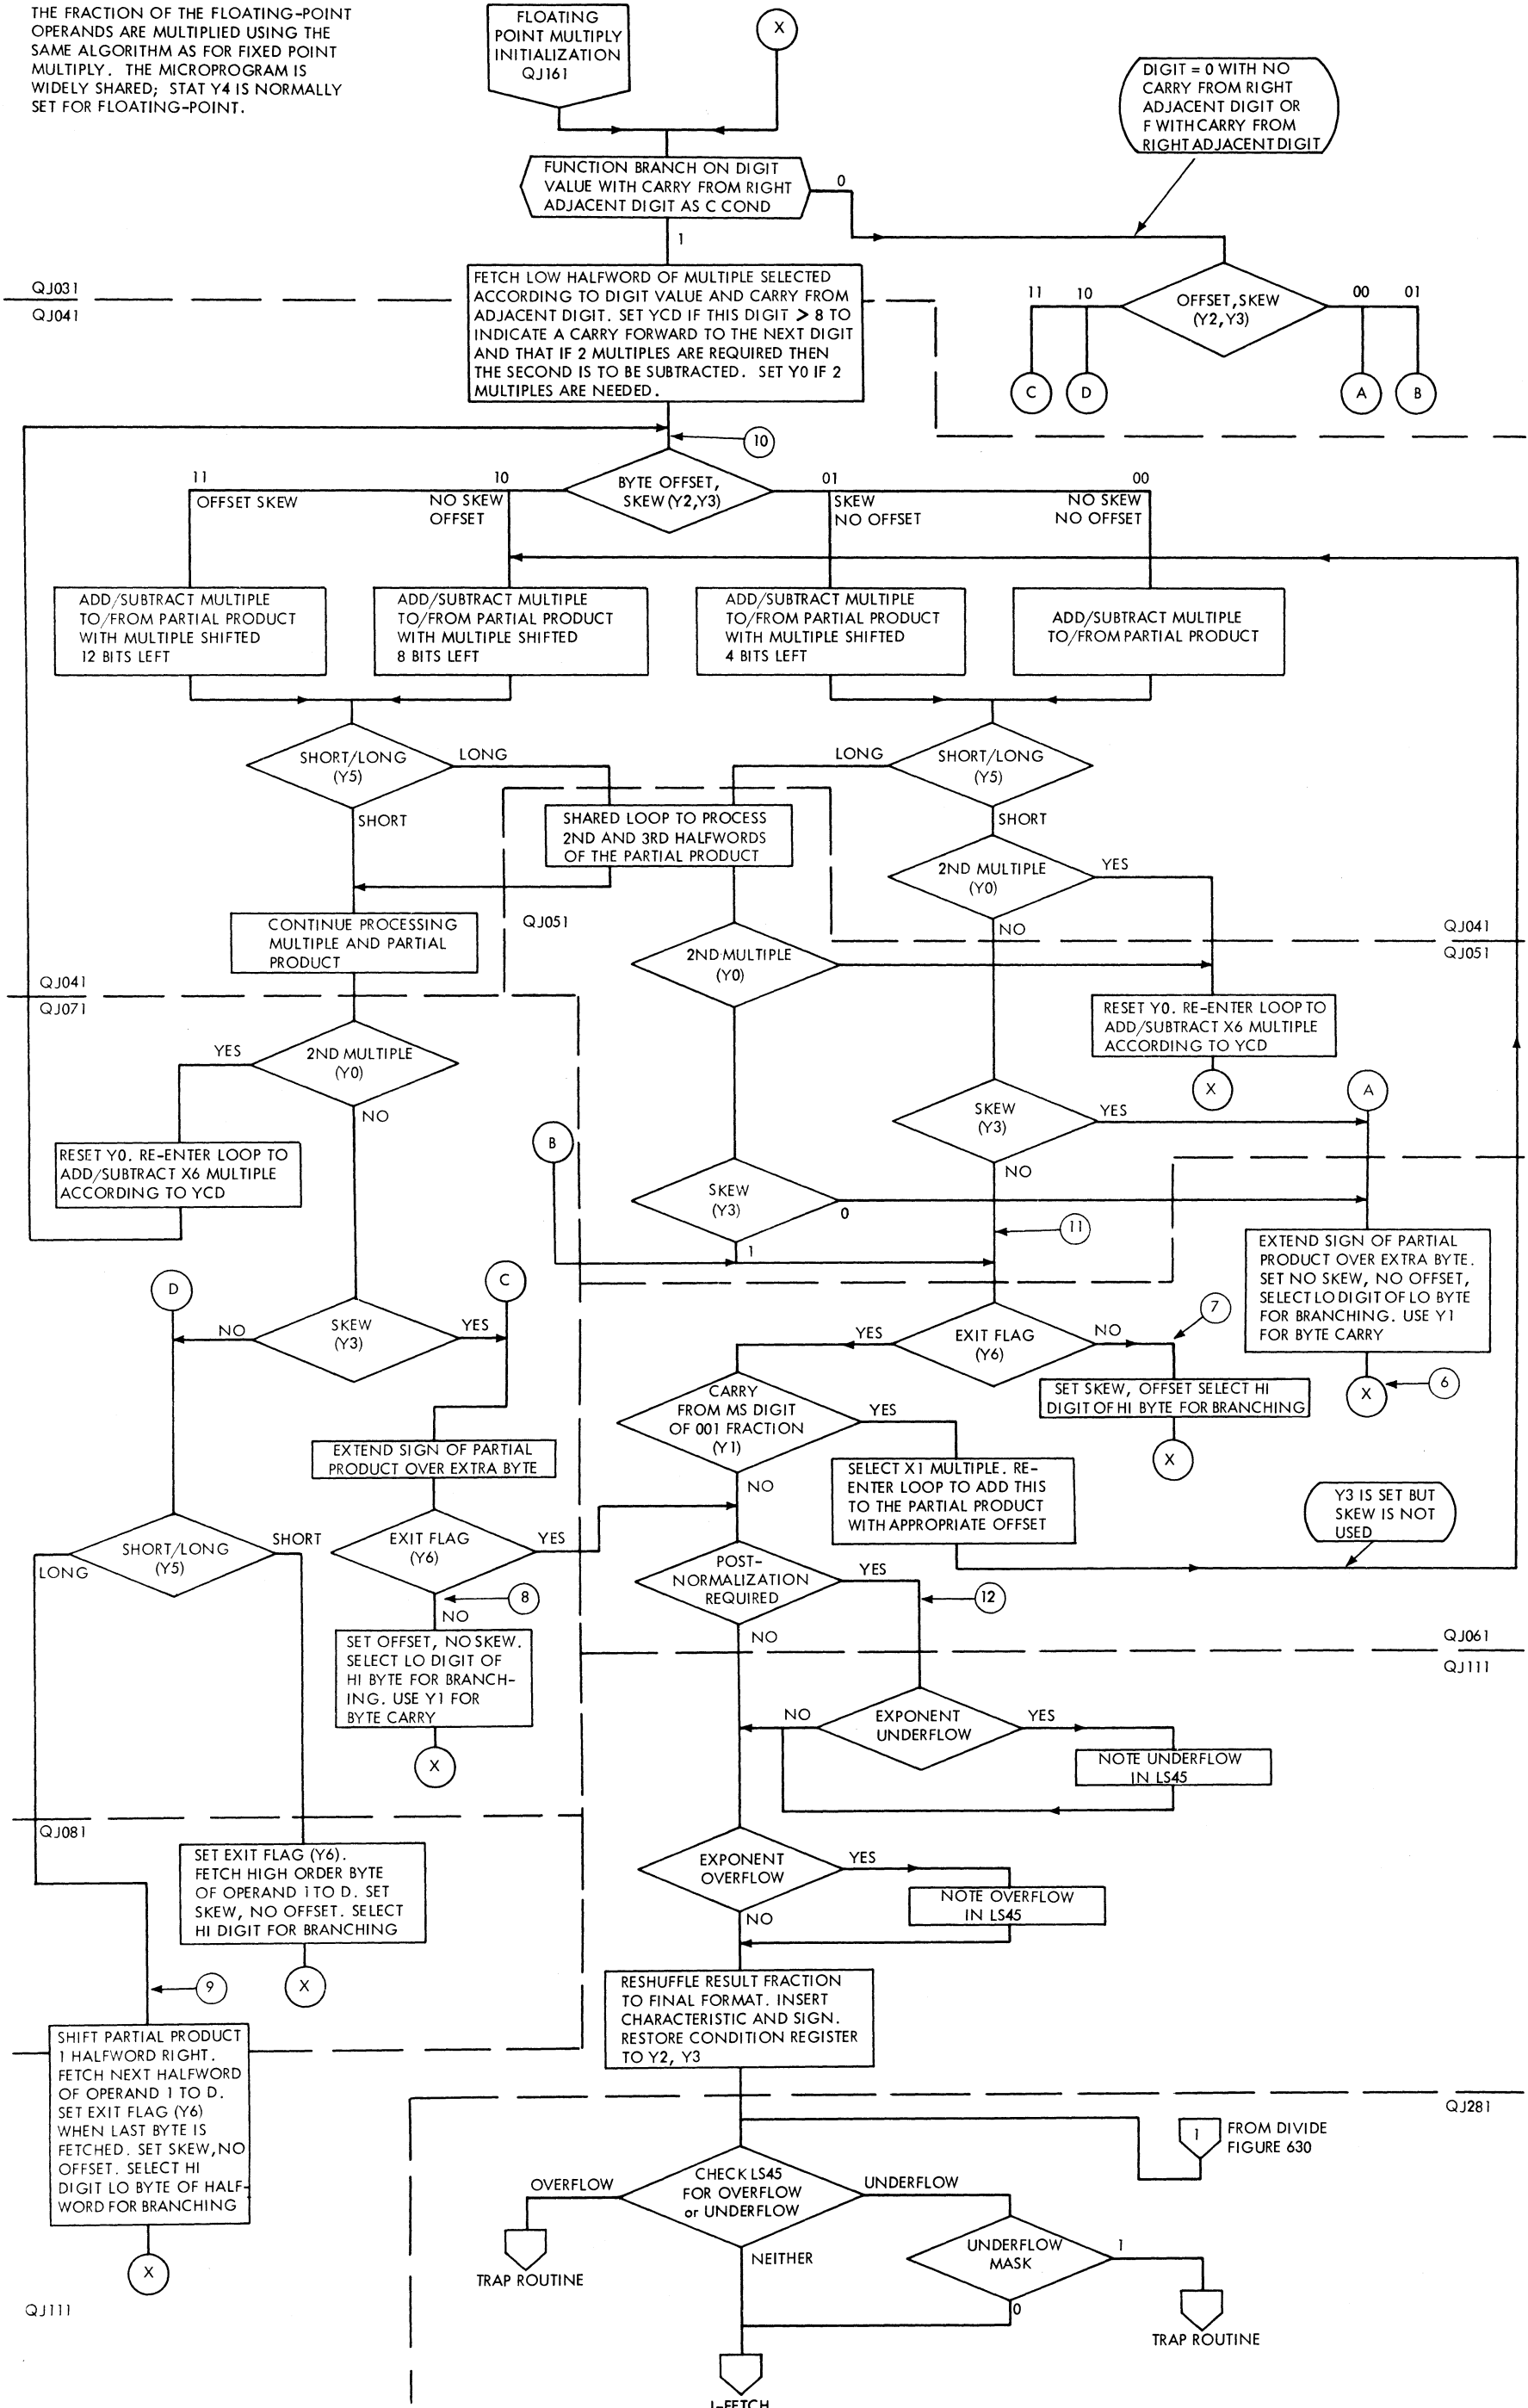 THE FRACTION OF THE FLOATING-POINT
OPERANDS ARE MULTIPLIED USING THE
SAME ALGORITHM AS FOR FIXED POINT
MULTIPLY. THE MICROPROGRAM IS
WIDELY SHARED; STAT Y4 IS NORMALLY
SET FOR FLOATING-POINT.
FLOATING
POINT MULTIPLY
INITIALIZATION
QJ161
X
DIGIT = 0 WITH NO
CARRY FROM RIGHT
ADJACENT DIGIT OR
F WITH CARRY FROM
RIGHT ADJACENT DIGIT
FUNCTION BRANCH ON DIGIT
VALUE WITH CARRY FROM RIGHT
ADJACENT DIGIT AS C COND
0
1
QJ031
QJ041
FETCH LOW HALFWORD OF MULTIPLE SELECTED
ACCORDING TO DIGIT VALUE AND CARRY FROM
ADJACENT DIGIT. SET YCD IF THIS DIGIT > 8 TO
INDICATE A CARRY FORWARD TO THE NEXT DIGIT
AND THAT IF 2 MULTIPLES ARE REQUIRED THEN
THE SECOND IS TO BE SUBTRACTED. SET Y0 IF 2
MULTIPLES ARE NEEDED.
11 10
OFFSET, SKEW
(Y2, Y3)
00 01
C
D
A
B
10
BYTE OFFSET,
SKEW (Y2, Y3)
11
OFFSET SKEW
10
NO SKEW
OFFSET
01
SKEW
NO OFFSET
00
NO SKEW
NO OFFSET
ADD/SUBTRACT MULTIPLE
TO/FROM PARTIAL PRODUCT
WITH MULTIPLE SHIFTED
12 BITS LEFT
ADD/SUBTRACT MULTIPLE
TO/FROM PARTIAL PRODUCT
WITH MULTIPLE SHIFTED
8 BITS LEFT
ADD/SUBTRACT MULTIPLE
TO/FROM PARTIAL PRODUCT
WITH MULTIPLE SHIFTED
4 BITS LEFT
ADD/SUBTRACT MULTIPLE
TO/FROM PARTIAL PRODUCT
SHORT/LONG
(Y5)
LONG
SHORT
LONG
SHORT/LONG
(Y5)
SHORT
SHARED LOOP TO PROCESS
2ND AND 3RD HALFWORDS
OF THE PARTIAL PRODUCT
2ND MULTIPLE
(Y0)
YES
NO
CONTINUE PROCESSING
MULTIPLE AND PARTIAL
PRODUCT
QJ051
2ND MULTIPLE
(Y0)
QJ041
QJ051
QJ041
QJ071
RESET Y0. RE-ENTER LOOP TO
ADD/SUBTRACT X6 MULTIPLE
ACCORDING TO YCD
X
YES
2ND MULTIPLE
(Y0)
NO
SKEW
(Y3)
YES
NO
A
RESET Y0. RE-ENTER LOOP TO
ADD/SUBTRACT X6 MULTIPLE
ACCORDING TO YCD
B
SKEW
(Y3)
0
1
11
EXTEND SIGN OF PARTIAL
PRODUCT OVER EXTRA BYTE.
SET NO SKEW, NO OFFSET,
SELECT LO DIGIT OF LO BYTE
FOR BRANCHING. USE Y1
FOR BYTE CARRY
X
6
D
C
NO
SKEW
(Y3)
YES
YES
EXIT FLAG
(Y6)
NO
7
SET SKEW, OFFSET SELECT HI
DIGIT OF HI BYTE FOR BRANCHING
X
CARRY
FROM MS DIGIT
OF 001 FRACTION
(Y1)
YES
NO
EXTEND SIGN OF PARTIAL
PRODUCT OVER EXTRA BYTE
SELECT X1 MULTIPLE. RE-
ENTER LOOP TO ADD THIS
TO THE PARTIAL PRODUCT
WITH APPROPRIATE OFFSET
Y3 IS SET BUT
SKEW IS NOT
USED
SHORT/LONG
(Y5)
SHORT
LONG
EXIT FLAG
(Y6)
YES
8
NO
POST-
NORMALIZATION
REQUIRED
YES
12
NO
SET OFFSET, NO SKEW.
SELECT LO DIGIT OF
HI BYTE FOR BRANCH-
ING. USE Y1 FOR
BYTE CARRY
X
QJ061
QJ111
NO
EXPONENT
UNDERFLOW
YES
NOTE UNDERFLOW
IN LS45
QJ081
SET EXIT FLAG (Y6).
FETCH HIGH ORDER BYTE
OF OPERAND 1 TO D. SET
SKEW, NO OFFSET. SELECT
HI DIGIT FOR BRANCHING
X
EXPONENT
OVERFLOW
YES
NO
NOTE OVERFLOW
IN LS45
9
RESHUFFLE RESULT FRACTION
TO FINAL FORMAT. INSERT
CHARACTERISTIC AND SIGN.
RESTORE CONDITION REGISTER
TO Y2, Y3
SHIFT PARTIAL PRODUCT
1 HALFWORD RIGHT.
FETCH NEXT HALFWORD
OF OPERAND 1 TO D.
SET EXIT FLAG (Y6)
WHEN LAST BYTE IS
FETCHED. SET SKEW, NO
OFFSET. SELECT HI
DIGIT LO BYTE OF HALF-
WORD FOR BRANCHING
X
QJ111
QJ281
1
FROM DIVIDE
FIGURE 630
OVERFLOW
CHECK LS45
FOR OVERFLOW
or UNDERFLOW
UNDERFLOW
NEITHER
TRAP ROUTINE
UNDERFLOW
MASK
1
0
TRAP ROUTINE
I-FETCH